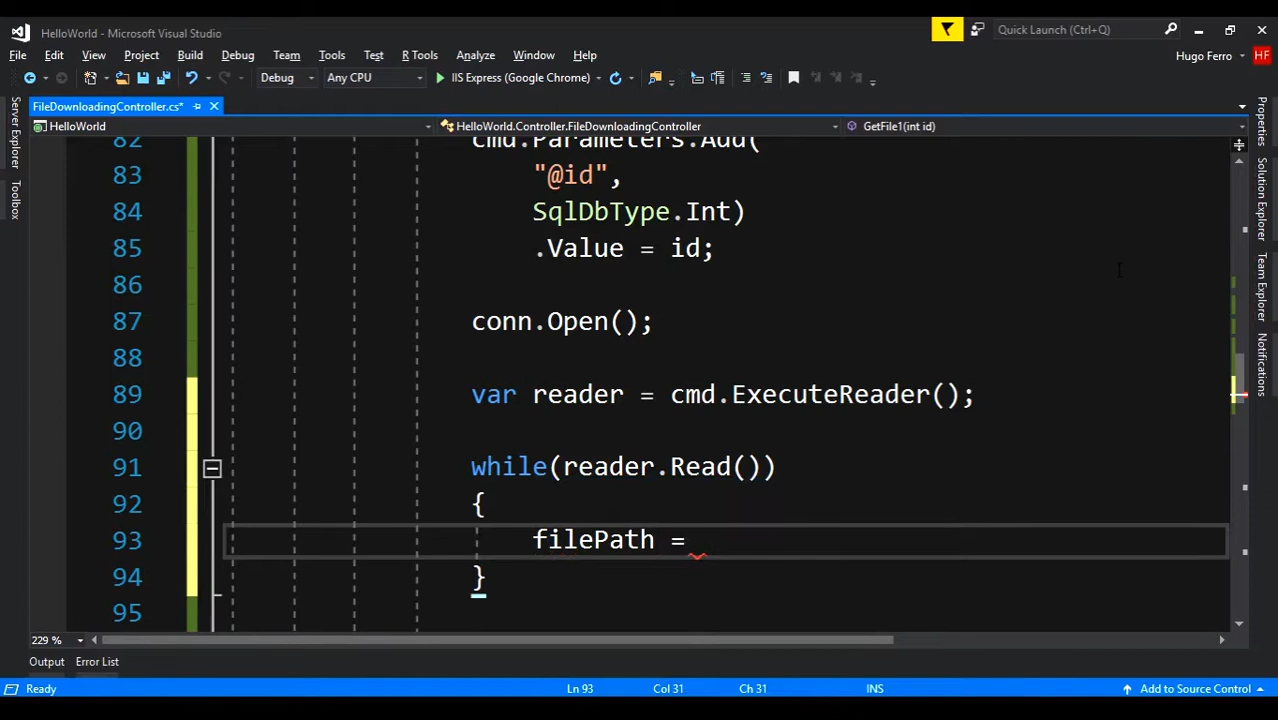 HelloWorld - Microsoft Visual Studio
Quick Launch (Ctrl+Q)
File Edit View Project Build Debug Team Tools Test R Tools Analyze Window Help
Hugo Ferro HF
Debug Any CPU IIS Express (Google Chrome)
FileDownloadingController.cs*
HelloWorld HelloWorld.Controller.FileDownloadingController GetFile1(int id)
Server Explorer
Toolbox
82 cmd.Parameters.Add(
83 "@id",
84 SqlDbType.Int)
85 .Value = id;
86
87 conn.Open();
88
89 var reader = cmd.ExecuteReader();
90
91 while(reader.Read())
92 {
93 filePath =
94 }
95
Properties
Solution Explorer
Team Explorer
Notifications
229 %
Output Error List
Ready Ln 93 Col 31 Ch 31 INS Add to Source Control